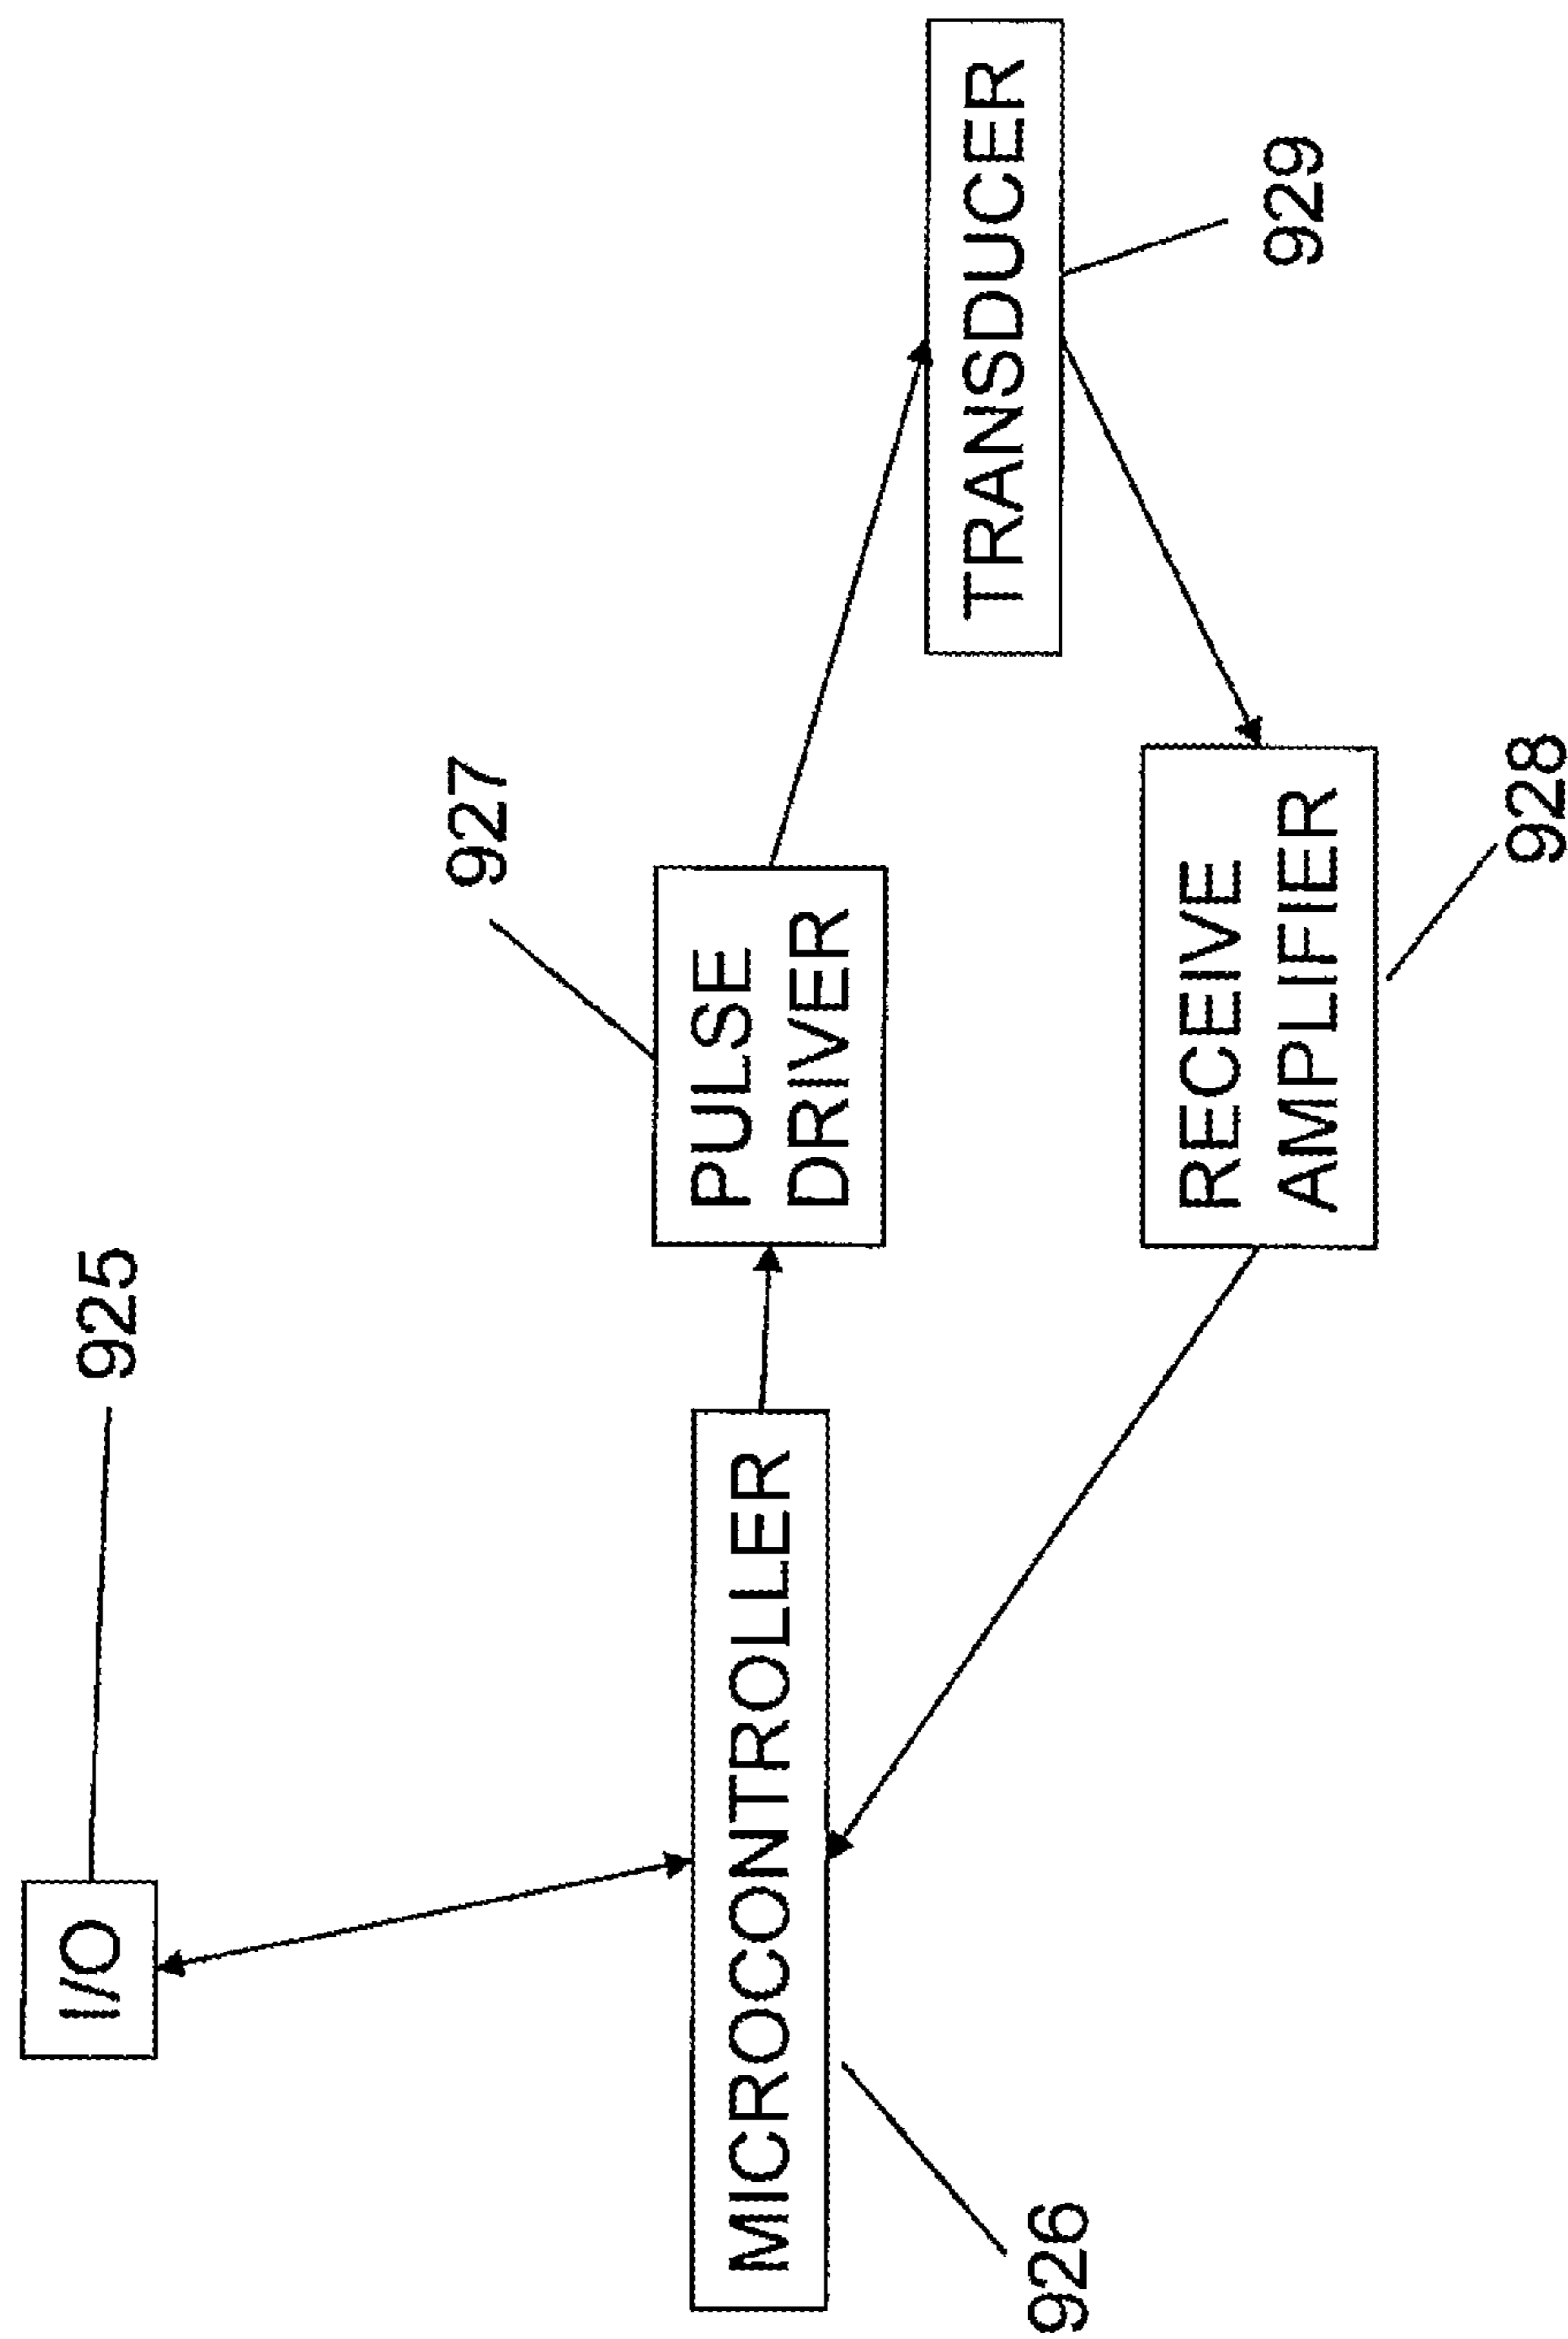 I/O
925
MICROCONTROLLER
926
PULSE
DRIVER
927
RECEIVE
AMPLIFIER
928
TRANSDUCER
929